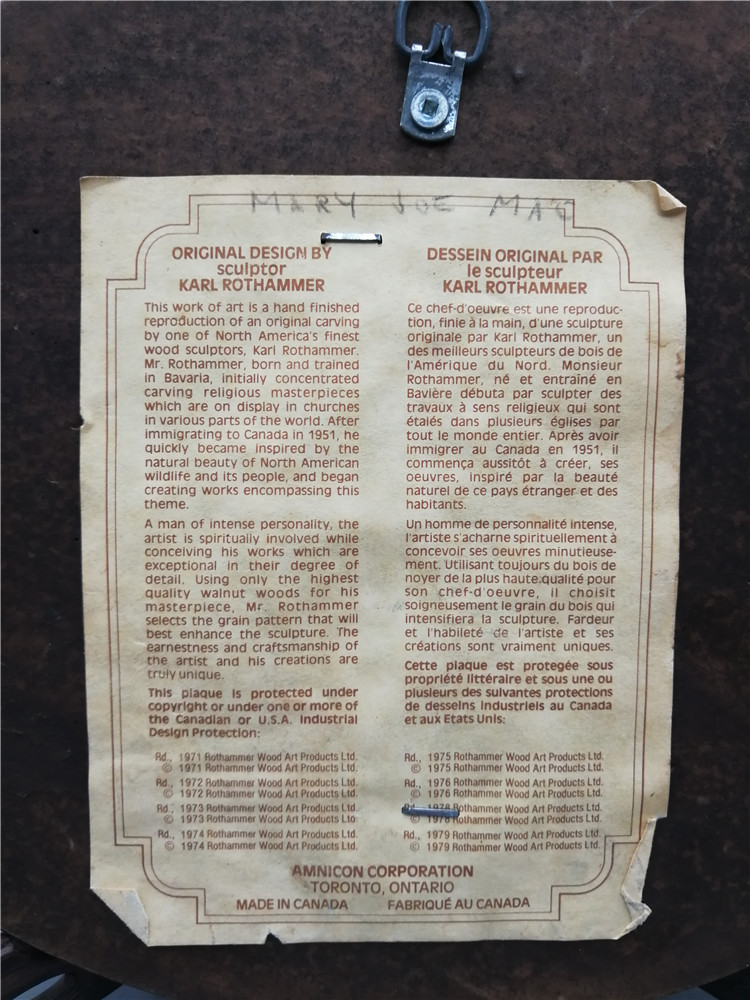 MARY JOE MAC
ORIGINAL DESIGN BY
sculptor
KARL ROTHAMMER
This work of art is a hand finished
reproduction of an original carving
by one of North America's finest
wood sculptors, Karl Rothammer.
Mr. Rothammer, born and trained
in Bavaria, initially concentrated
carving religious masterpieces
which are on display in churches
in various parts of the world. After
immigrating to Canada in 1951, he
quickly became inspired by the
natural beauty of North American
wildlife and its people, and began
creating works encompassing this
theme.
A man of intense personality, the
artist is spiritually involved while
conceiving his works which are
exceptional in their degree of
detail. Using only the highest
quality walnut woods for his
masterpiece, Mr. Rothammer
selects the grain pattern that will
best enhance the sculpture. The
earnestness and craftsmanship of
the artist and his creations are
truly unique.
This plaque is protected under
copyright or under one or more of
the Canadian or U.S.A. Industrial
Design Protection:
Rd., 1971 Rothammer Wood Art Products Ltd.
© 1971 Rothammer Wood Art Products Ltd.
Rd., 1972 Rothammer Wood Art Products Ltd.
© 1972 Rothammer Wood Art Products Ltd.
Rd., 1973 Rothammer Wood Art Products Ltd.
© 1973 Rothammer Wood Art Products Ltd.
Rd., 1974 Rothammer Wood Art Products Ltd.
© 1974 Rothammer Wood Art Products Ltd.
DESSEIN ORIGINAL PAR
le sculpteur
KARL ROTHAMMER
Ce chef-d'oeuvre est une reproduc-
tion, finie à la main, d'une sculpture
originale par Karl Rothammer, un
des meilleurs sculpteurs de bois de
l'Amérique du Nord. Monsieur
Rothammer, né et entraîné en
Bavière débuta par sculpter des
travaux à sens religieux qui sont
étalés dans plusieurs églises par
tout le monde entier. Après avoir
immigrer au Canada en 1951, il
commença aussitôt à créer, ses
oeuvres, inspiré par la beauté
naturel de ce pays étranger et des
habitants.
Un homme de personnalité intense,
l'artiste s'acharne spirituellement à
concevoir ses oeuvres minutieuse-
ment. Utilisant toujours du bois de
noyer de la plus haute qualité pour
son chef-d'oeuvre, il choisit
soigneusement le grain du bois qui
intensifiera la sculpture. Fardeur
et l'habileté de l'artiste et ses
créations sont vraiment uniques.
Cette plaque est protegée sous
propriété littéraire et sous une ou
plusieurs des suivantes protections
de desseins industriels au Canada
et aux Etats Unis:
Rd., 1975 Rothammer Wood Art Products Ltd.
© 1975 Rothammer Wood Art Products Ltd.
Rd., 1976 Rothammer Wood Art Products Ltd.
© 1976 Rothammer Wood Art Products Ltd.
Rd., 1978 Rothammer Wood Art Products Ltd.
© 1978 Rothammer Wood Art Products Ltd.
Rd., 1979 Rothammer Wood Art Products Ltd.
© 1979 Rothammer Wood Art Products Ltd.
AMNICON CORPORATION
TORONTO, ONTARIO
MADE IN CANADA FABRIQUÉ AU CANADA